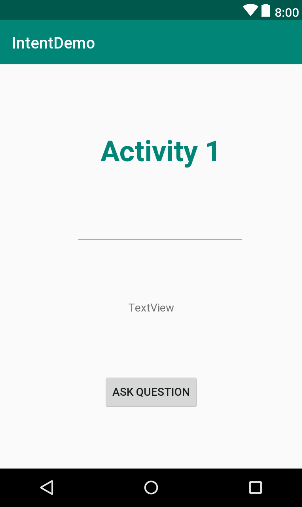 8:00
IntentDemo
Activity 1
TextView
ASK QUESTION